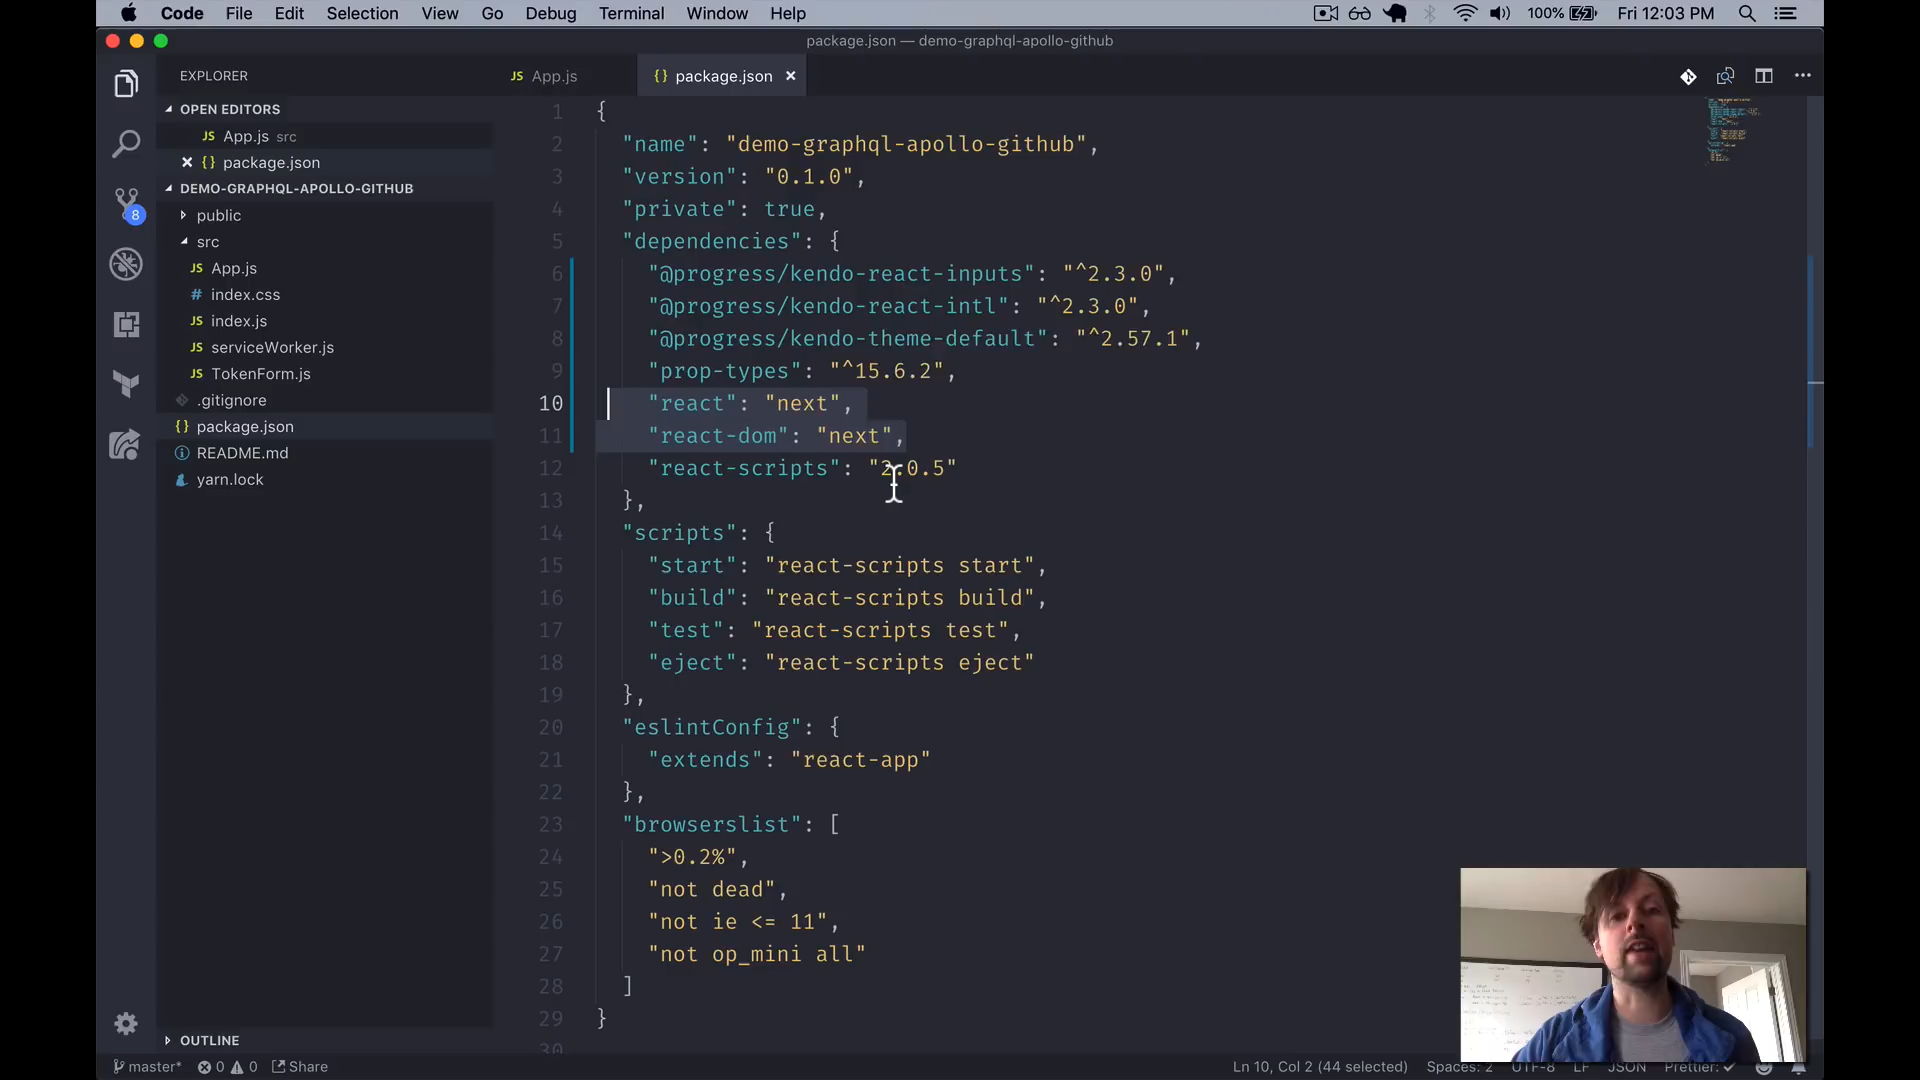 Code File Edit Selection View Go Debug Terminal Window Help 100% Fri 12:03 PM
package.json — demo-graphql-apollo-github
EXPLORER
JS App.js
{} package.json ×
OPEN EDITORS
JS App.js src
× {} package.json
DEMO-GRAPHQL-APOLLO-GITHUB
public
src
JS App.js
# index.css
JS index.js
JS serviceWorker.js
JS TokenForm.js
.gitignore
{} package.json
README.md
yarn.lock
8
OUTLINE
1 {
2 "name": "demo-graphql-apollo-github",
3 "version": "0.1.0",
4 "private": true,
5 "dependencies": {
6 "@progress/kendo-react-inputs": "^2.3.0",
7 "@progress/kendo-react-intl": "^2.3.0",
8 "@progress/kendo-theme-default": "^2.57.1",
9 "prop-types": "^15.6.2",
10 "react": "next",
11 "react-dom": "next",
12 "react-scripts": "2.0.5"
13 },
14 "scripts": {
15 "start": "react-scripts start",
16 "build": "react-scripts build",
17 "test": "react-scripts test",
18 "eject": "react-scripts eject"
19 },
20 "eslintConfig": {
21 "extends": "react-app"
22 },
23 "browserslist": [
24 ">0.2%",
25 "not dead",
26 "not ie <= 11",
27 "not op_mini all"
28 ]
29 }
30
master* 0 0 Share Ln 10, Col 2 (44 selected) Spaces: 2 UTF-8 LF JSON Prettier: ✓